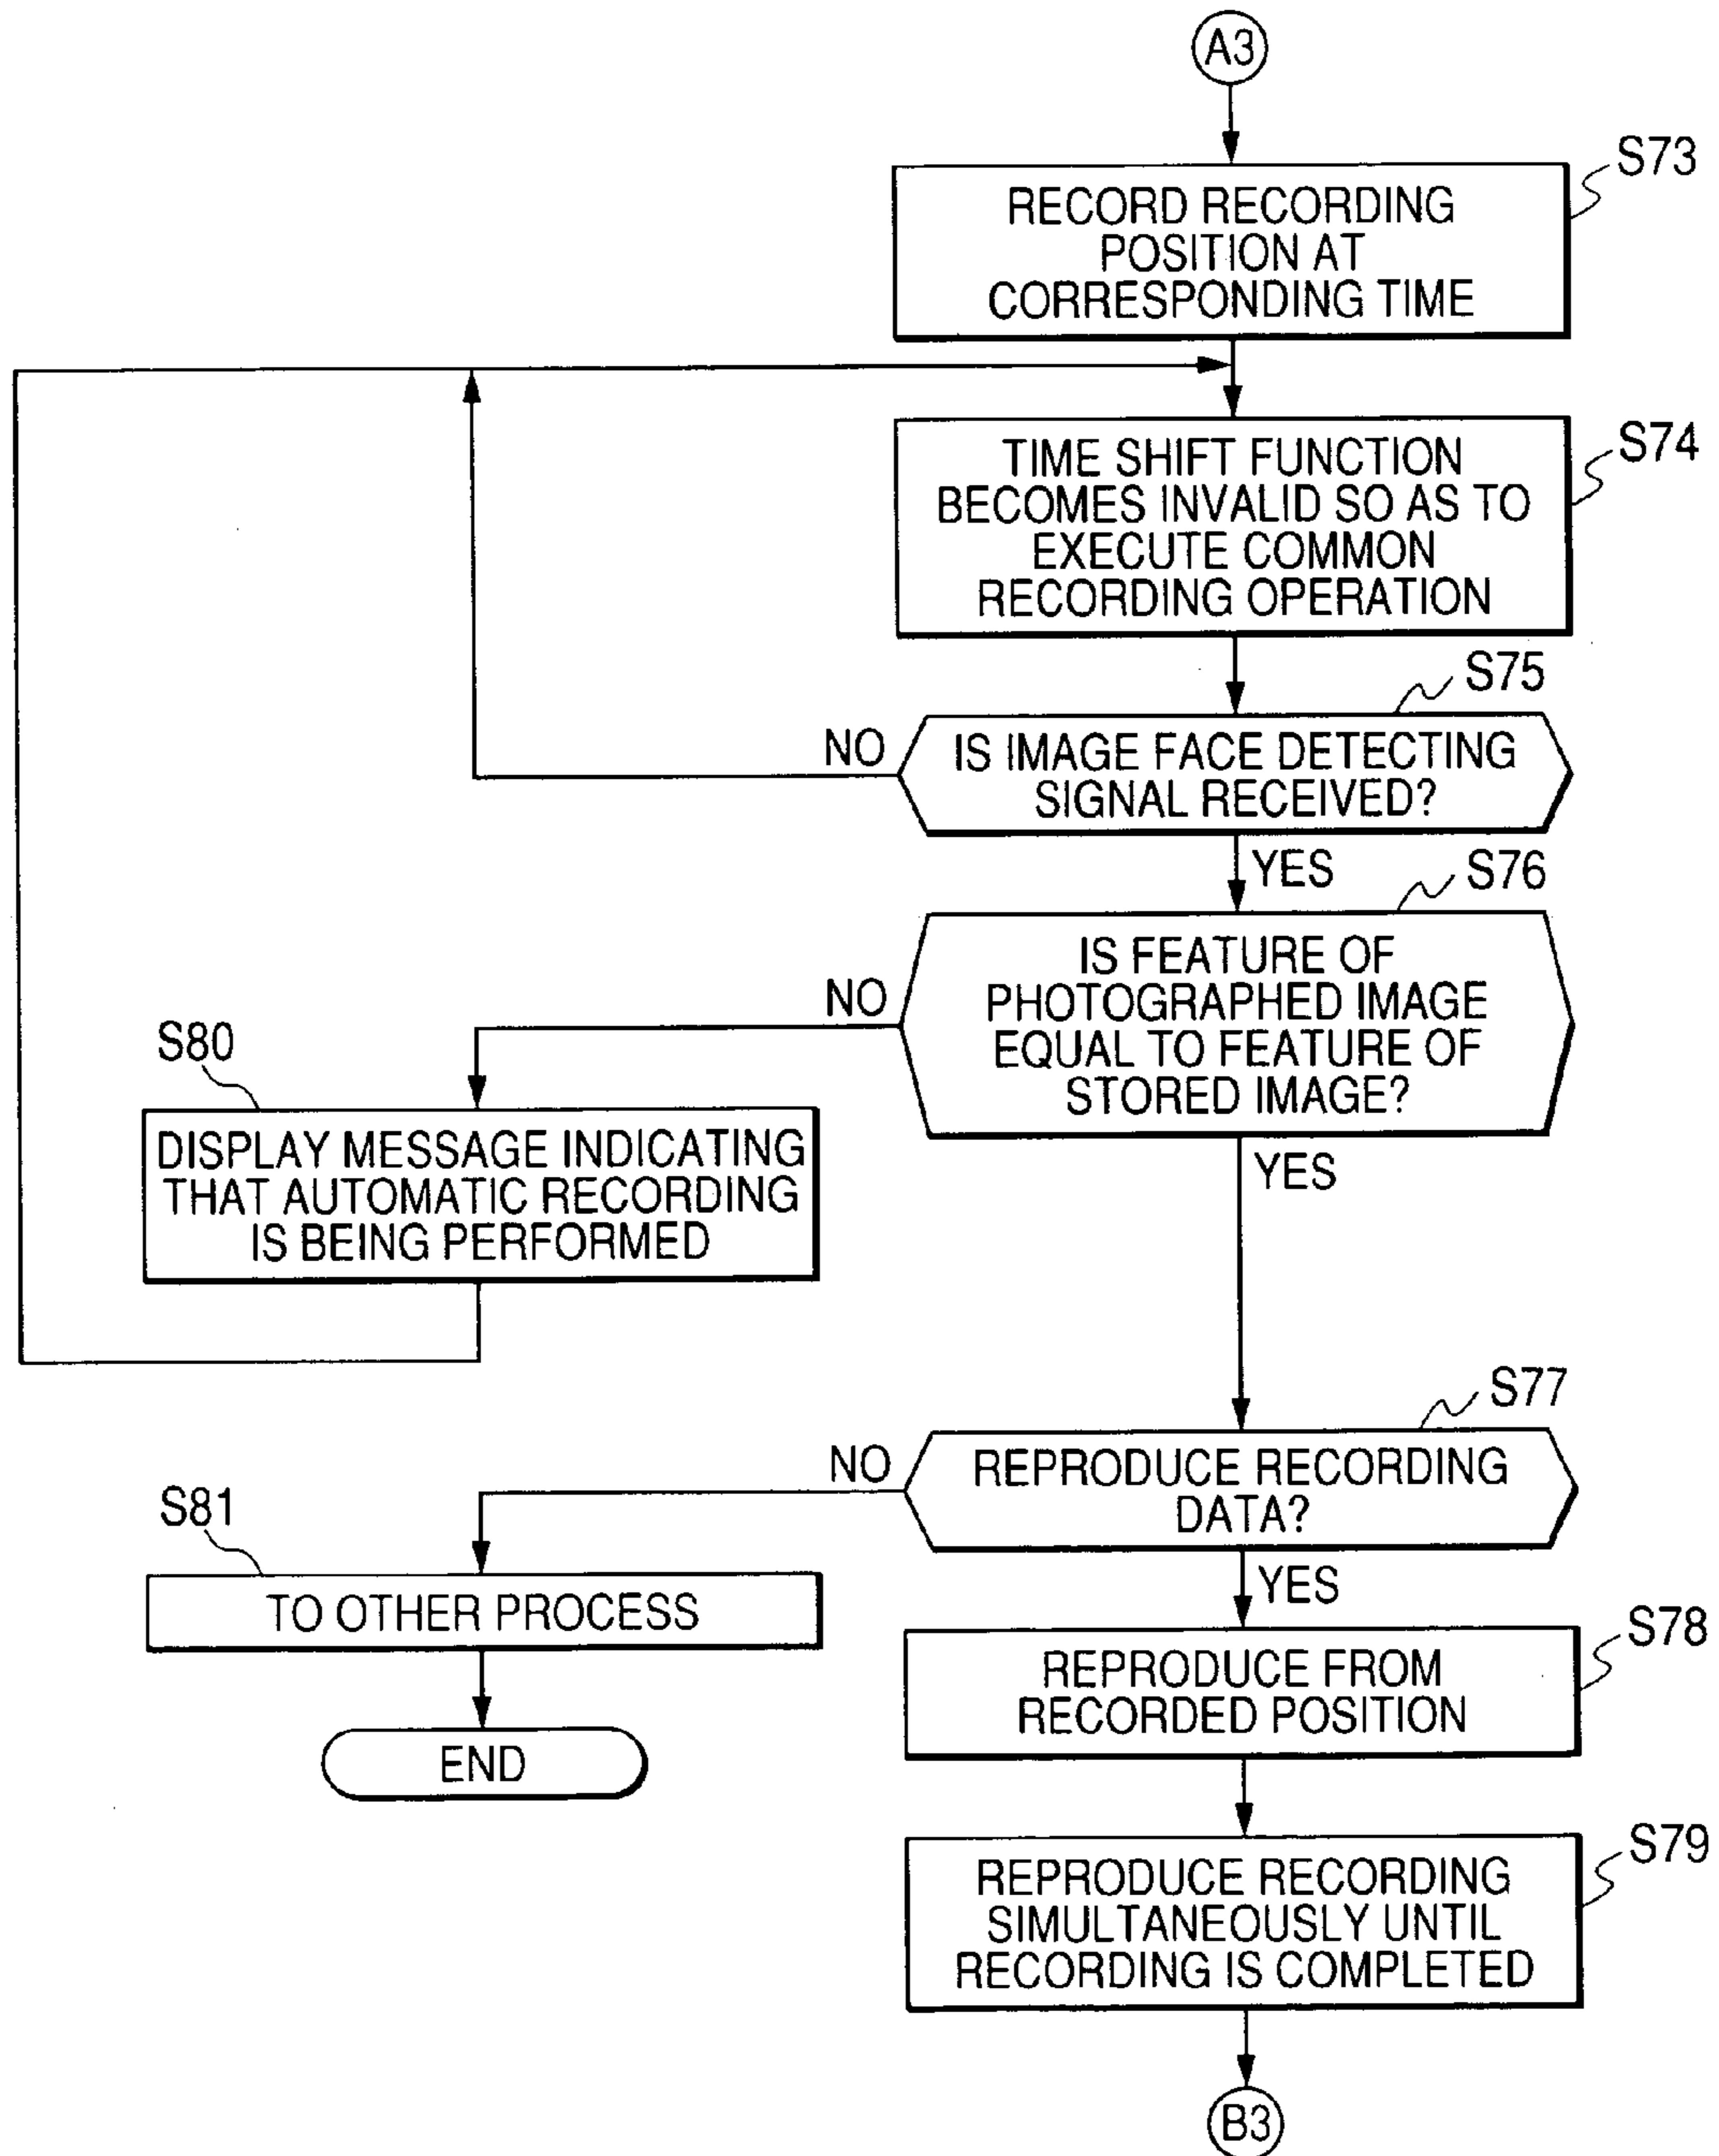 A3
S73
RECORD RECORDING
POSITION AT
CORRESPONDING TIME
S74
TIME SHIFT FUNCTION
BECOMES INVALID SO AS TO
EXECUTE COMMON
RECORDING OPERATION
S75
NO
IS IMAGE FACE DETECTING
SIGNAL RECEIVED?
YES
S76
NO
IS FEATURE OF
PHOTOGRAPHED IMAGE
EQUAL TO FEATURE OF
STORED IMAGE?
YES
S80
DISPLAY MESSAGE INDICATING
THAT AUTOMATIC RECORDING
IS BEING PERFORMED
S77
NO
REPRODUCE RECORDING
DATA?
YES
S81
TO OTHER PROCESS
END
S78
REPRODUCE FROM
RECORDED POSITION
S79
REPRODUCE RECORDING
SIMULTANEOUSLY UNTIL
RECORDING IS COMPLETED
B3